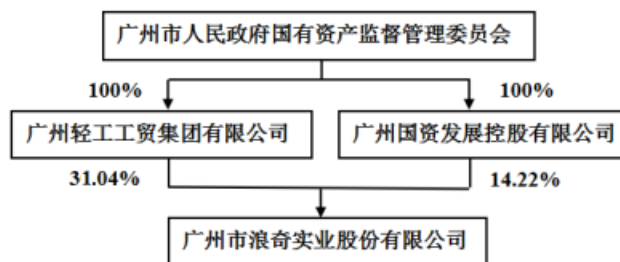 广州市人民政府国有资产监督管理委员会
100%
100%
广州轻工工贸集团有限公司
广州国资发展控股有限公司
31.04%
14.22%
广州市浪奇实业股份有限公司